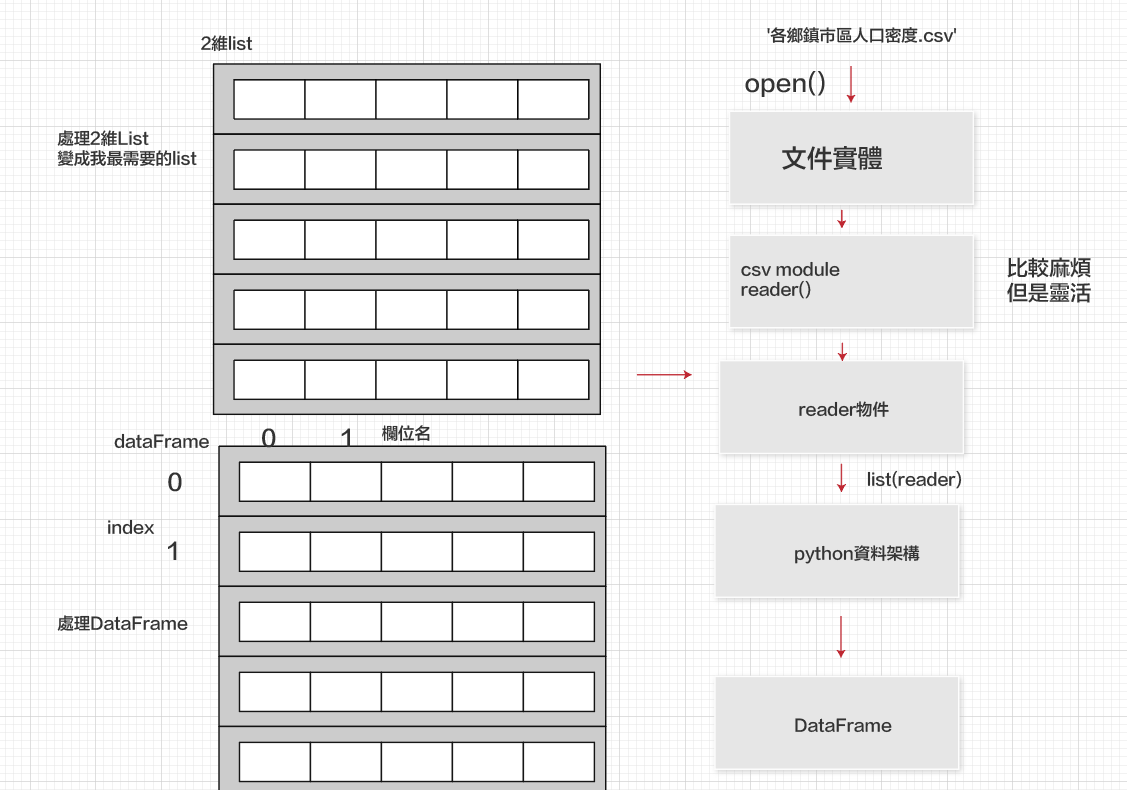 2維list
處理2維List
變成我最需要的list
dataFrame
0
1
欄位名
0
index
1
處理DataFrame
'各鄉鎮市區人口密度.csv'
open()
文件實體
csv module
reader()
比較麻煩
但是靈活
reader物件
list(reader)
python資料架構
DataFrame